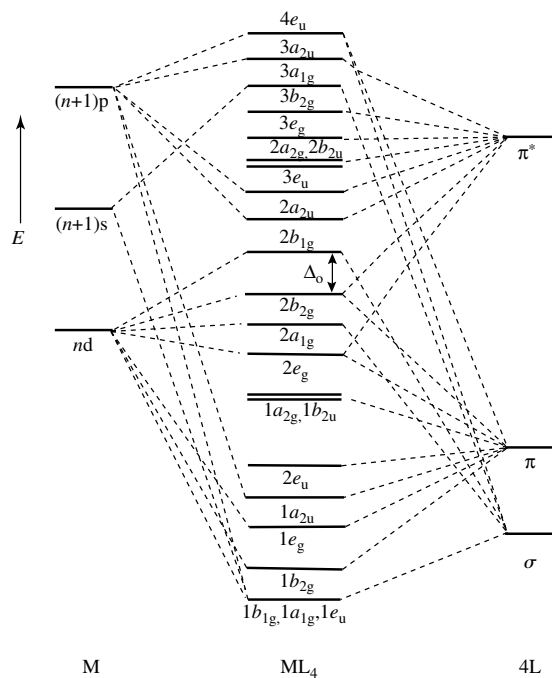 4e_u
3a_2u
3a_1g
(n+1)p
3b_2g
3e_g
2a_2g,2b_2u
π*
3e_u
(n+1)s
2a_2u
E
2b_1g
Δ_o
2b_2g
nd
2a_1g
2e_g
1a_2g,1b_2u
π
2e_u
1a_2u
1e_g
σ
1b_2g
1b_1g,1a_1g,1e_u
M ML_4 4L